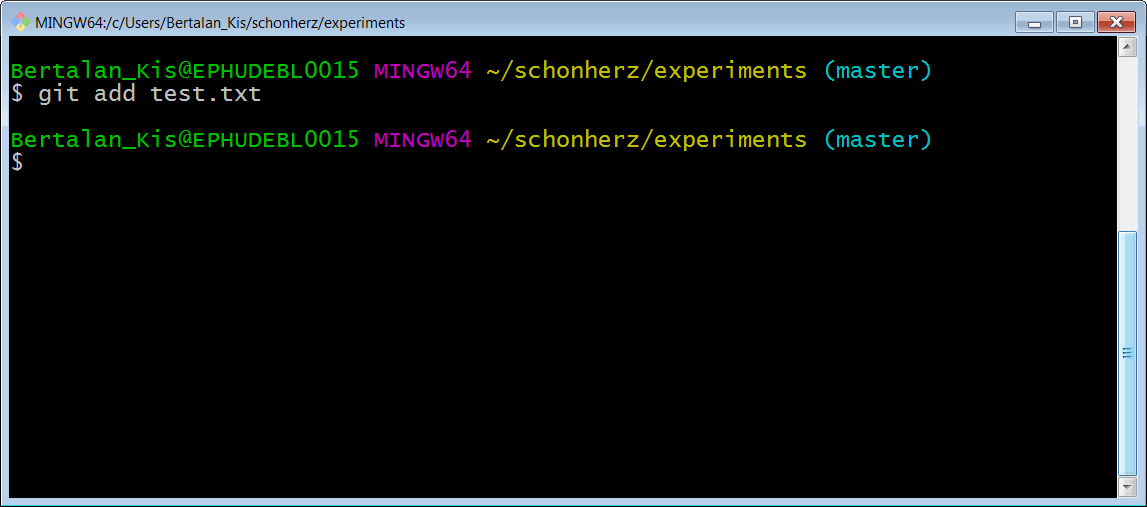 MINGW64:/c/Users/Bertalan_Kis/schonherz/experiments
Bertalan_Kis@EPHUDEBL0015 MINGW64 ~/schonherz/experiments (master)
$ git add test.txt
Bertalan_Kis@EPHUDEBL0015 MINGW64 ~/schonherz/experiments (master)
$